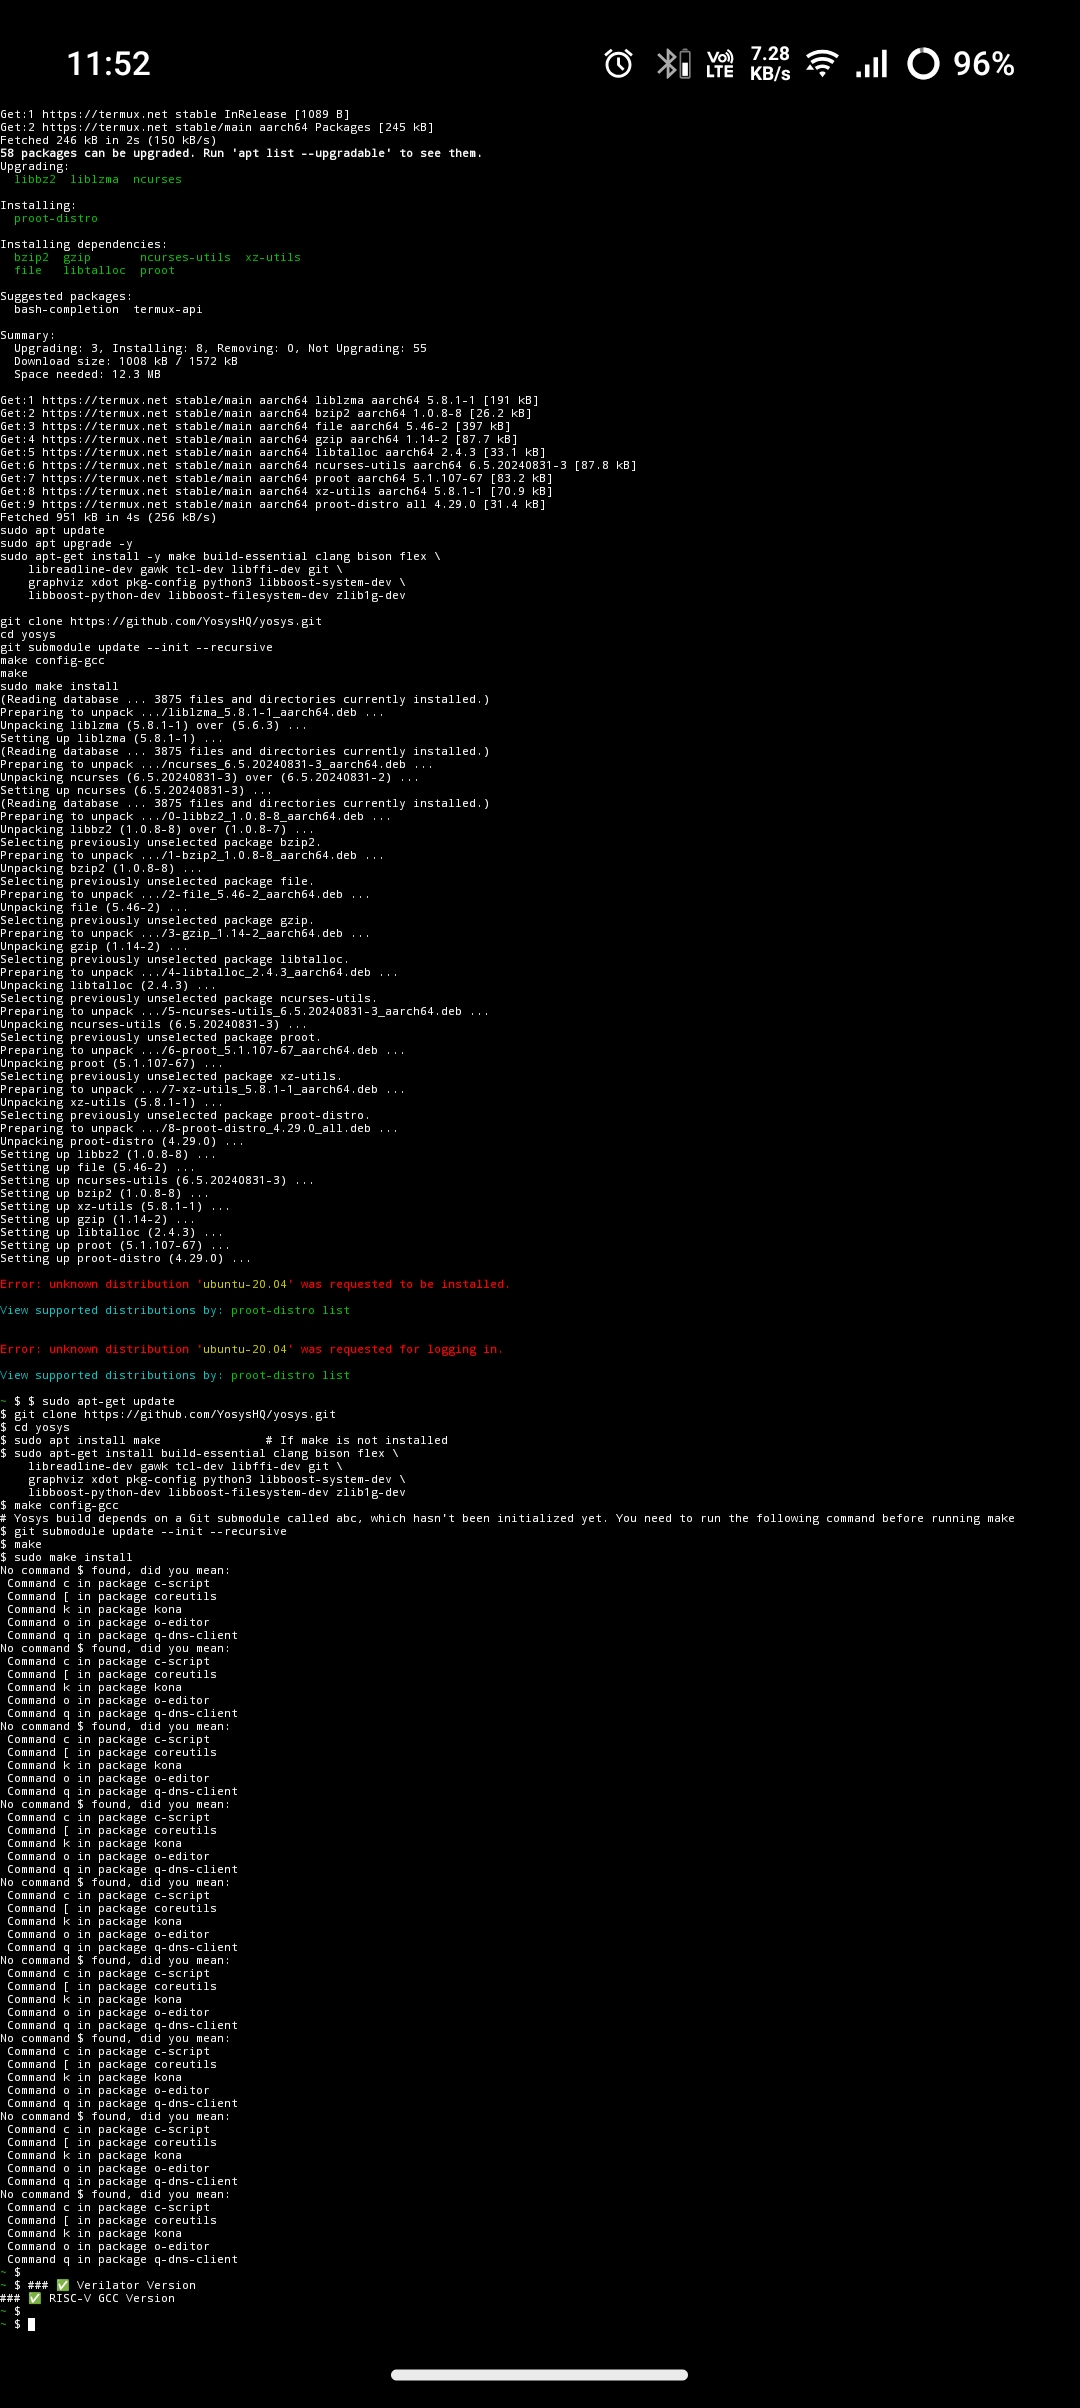 11:52
Vo)) LTE 7.28 KB/s 96%
Get:1 https://termux.net stable InRelease [1089 B]
Get:2 https://termux.net stable/main aarch64 Packages [245 kB]
Fetched 246 kB in 2s (150 kB/s)
58 packages can be upgraded. Run 'apt list --upgradable' to see them.
Upgrading:
  libbz2  liblzma  ncurses

Installing:
  proot-distro

Installing dependencies:
  bzip2  gzip       ncurses-utils  xz-utils
  file   libtalloc  proot

Suggested packages:
  bash-completion  termux-api

Summary:
  Upgrading: 3, Installing: 8, Removing: 0, Not Upgrading: 55
  Download size: 1008 kB / 1572 kB
  Space needed: 12.3 MB

Get:1 https://termux.net stable/main aarch64 liblzma aarch64 5.8.1-1 [191 kB]
Get:2 https://termux.net stable/main aarch64 bzip2 aarch64 1.0.8-8 [26.2 kB]
Get:3 https://termux.net stable/main aarch64 file aarch64 5.46-2 [397 kB]
Get:4 https://termux.net stable/main aarch64 gzip aarch64 1.14-2 [87.7 kB]
Get:5 https://termux.net stable/main aarch64 libtalloc aarch64 2.4.3 [33.1 kB]
Get:6 https://termux.net stable/main aarch64 ncurses-utils aarch64 6.5.20240831-3 [87.8 kB]
Get:7 https://termux.net stable/main aarch64 proot aarch64 5.1.107-67 [83.2 kB]
Get:8 https://termux.net stable/main aarch64 xz-utils aarch64 5.8.1-1 [70.9 kB]
Get:9 https://termux.net stable/main aarch64 proot-distro all 4.29.0 [31.4 kB]
Fetched 951 kB in 4s (256 kB/s)
sudo apt update
sudo apt upgrade -y
sudo apt-get install -y make build-essential clang bison flex \
    libreadline-dev gawk tcl-dev libffi-dev git \
    graphviz xdot pkg-config python3 libboost-system-dev \
    libboost-python-dev libboost-filesystem-dev zlib1g-dev

git clone https://github.com/YosysHQ/yosys.git
cd yosys
git submodule update --init --recursive
make config-gcc
make
sudo make install
(Reading database ... 3875 files and directories currently installed.)
Preparing to unpack .../liblzma_5.8.1-1_aarch64.deb ...
Unpacking liblzma (5.8.1-1) over (5.6.3) ...
Setting up liblzma (5.8.1-1) ...
(Reading database ... 3875 files and directories currently installed.)
Preparing to unpack .../ncurses_6.5.20240831-3_aarch64.deb ...
Unpacking ncurses (6.5.20240831-3) over (6.5.20240831-2) ...
Setting up ncurses (6.5.20240831-3) ...
(Reading database ... 3875 files and directories currently installed.)
Preparing to unpack .../0-libbz2_1.0.8-8_aarch64.deb ...
Unpacking libbz2 (1.0.8-8) over (1.0.8-7) ...
Selecting previously unselected package bzip2.
Preparing to unpack .../1-bzip2_1.0.8-8_aarch64.deb ...
Unpacking bzip2 (1.0.8-8) ...
Selecting previously unselected package file.
Preparing to unpack .../2-file_5.46-2_aarch64.deb ...
Unpacking file (5.46-2) ...
Selecting previously unselected package gzip.
Preparing to unpack .../3-gzip_1.14-2_aarch64.deb ...
Unpacking gzip (1.14-2) ...
Selecting previously unselected package libtalloc.
Preparing to unpack .../4-libtalloc_2.4.3_aarch64.deb ...
Unpacking libtalloc (2.4.3) ...
Selecting previously unselected package ncurses-utils.
Preparing to unpack .../5-ncurses-utils_6.5.20240831-3_aarch64.deb ...
Unpacking ncurses-utils (6.5.20240831-3) ...
Selecting previously unselected package proot.
Preparing to unpack .../6-proot_5.1.107-67_aarch64.deb ...
Unpacking proot (5.1.107-67) ...
Selecting previously unselected package xz-utils.
Preparing to unpack .../7-xz-utils_5.8.1-1_aarch64.deb ...
Unpacking xz-utils (5.8.1-1) ...
Selecting previously unselected package proot-distro.
Preparing to unpack .../8-proot-distro_4.29.0_all.deb ...
Unpacking proot-distro (4.29.0) ...
Setting up libbz2 (1.0.8-8) ...
Setting up file (5.46-2) ...
Setting up ncurses-utils (6.5.20240831-3) ...
Setting up bzip2 (1.0.8-8) ...
Setting up xz-utils (5.8.1-1) ...
Setting up gzip (1.14-2) ...
Setting up libtalloc (2.4.3) ...
Setting up proot (5.1.107-67) ...
Setting up proot-distro (4.29.0) ...

Error: unknown distribution 'ubuntu-20.04' was requested to be installed.

View supported distributions by: proot-distro list

Error: unknown distribution 'ubuntu-20.04' was requested for logging in.

View supported distributions by: proot-distro list

~ $ $ sudo apt-get update
$ git clone https://github.com/YosysHQ/yosys.git
$ cd yosys
$ sudo apt install make               # If make is not installed
$ sudo apt-get install build-essential clang bison flex \
    libreadline-dev gawk tcl-dev libffi-dev git \
    graphviz xdot pkg-config python3 libboost-system-dev \
    libboost-python-dev libboost-filesystem-dev zlib1g-dev
$ make config-gcc
# Yosys build depends on a Git submodule called abc, which hasn't been initialized yet. You need to run the following command before running make
$ git submodule update --init --recursive
$ make
$ sudo make install
No command $ found, did you mean:
 Command c in package c-script
 Command [ in package coreutils
 Command k in package kona
 Command o in package o-editor
 Command q in package q-dns-client
No command $ found, did you mean:
 Command c in package c-script
 Command [ in package coreutils
 Command k in package kona
 Command o in package o-editor
 Command q in package q-dns-client
No command $ found, did you mean:
 Command c in package c-script
 Command [ in package coreutils
 Command k in package kona
 Command o in package o-editor
 Command q in package q-dns-client
No command $ found, did you mean:
 Command c in package c-script
 Command [ in package coreutils
 Command k in package kona
 Command o in package o-editor
 Command q in package q-dns-client
No command $ found, did you mean:
 Command c in package c-script
 Command [ in package coreutils
 Command k in package kona
 Command o in package o-editor
 Command q in package q-dns-client
No command $ found, did you mean:
 Command c in package c-script
 Command [ in package coreutils
 Command k in package kona
 Command o in package o-editor
 Command q in package q-dns-client
No command $ found, did you mean:
 Command c in package c-script
 Command [ in package coreutils
 Command k in package kona
 Command o in package o-editor
 Command q in package q-dns-client
No command $ found, did you mean:
 Command c in package c-script
 Command [ in package coreutils
 Command k in package kona
 Command o in package o-editor
 Command q in package q-dns-client
No command $ found, did you mean:
 Command c in package c-script
 Command [ in package coreutils
 Command k in package kona
 Command o in package o-editor
 Command q in package q-dns-client
~ $
~ $ ### ✅ Verilator Version
### ✅ RISC-V GCC Version
~ $
~ $